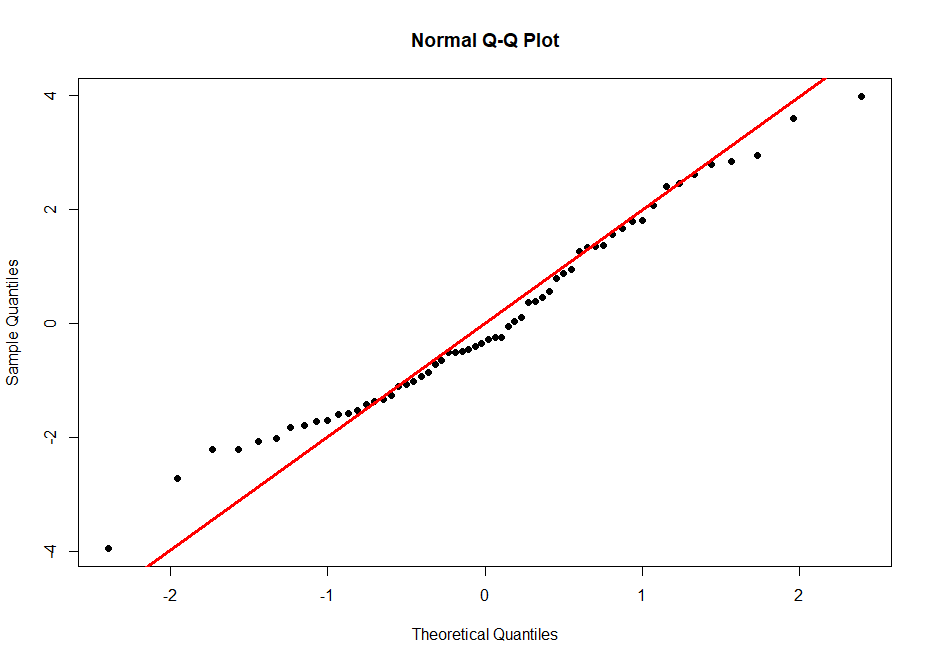 Normal Q-Q Plot
Sample Quantiles
4
2
0
-2
-4
-2 -1 0 1 2
Theoretical Quantiles